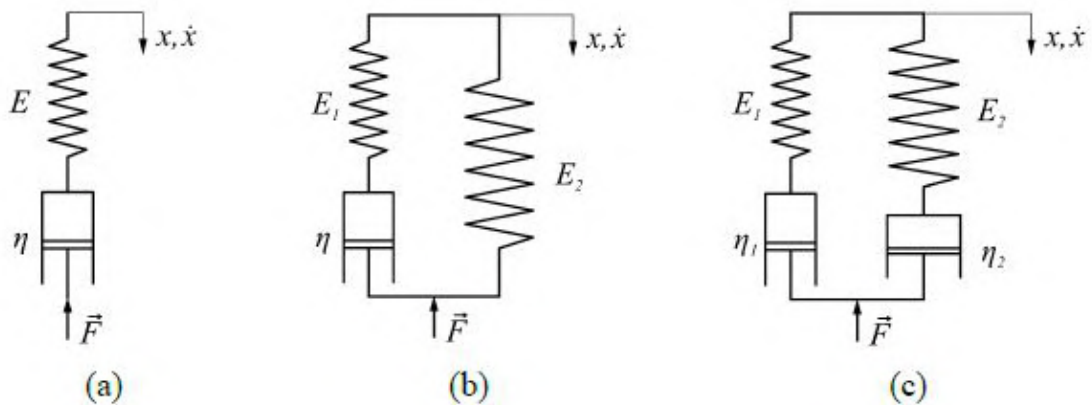 x, ẋ
x, ẋ
x, ẋ
E
E₁
E₂
E₁
E₂
η
η
η₁
η₂
F⃗
F⃗
F⃗
(a)
(b)
(c)